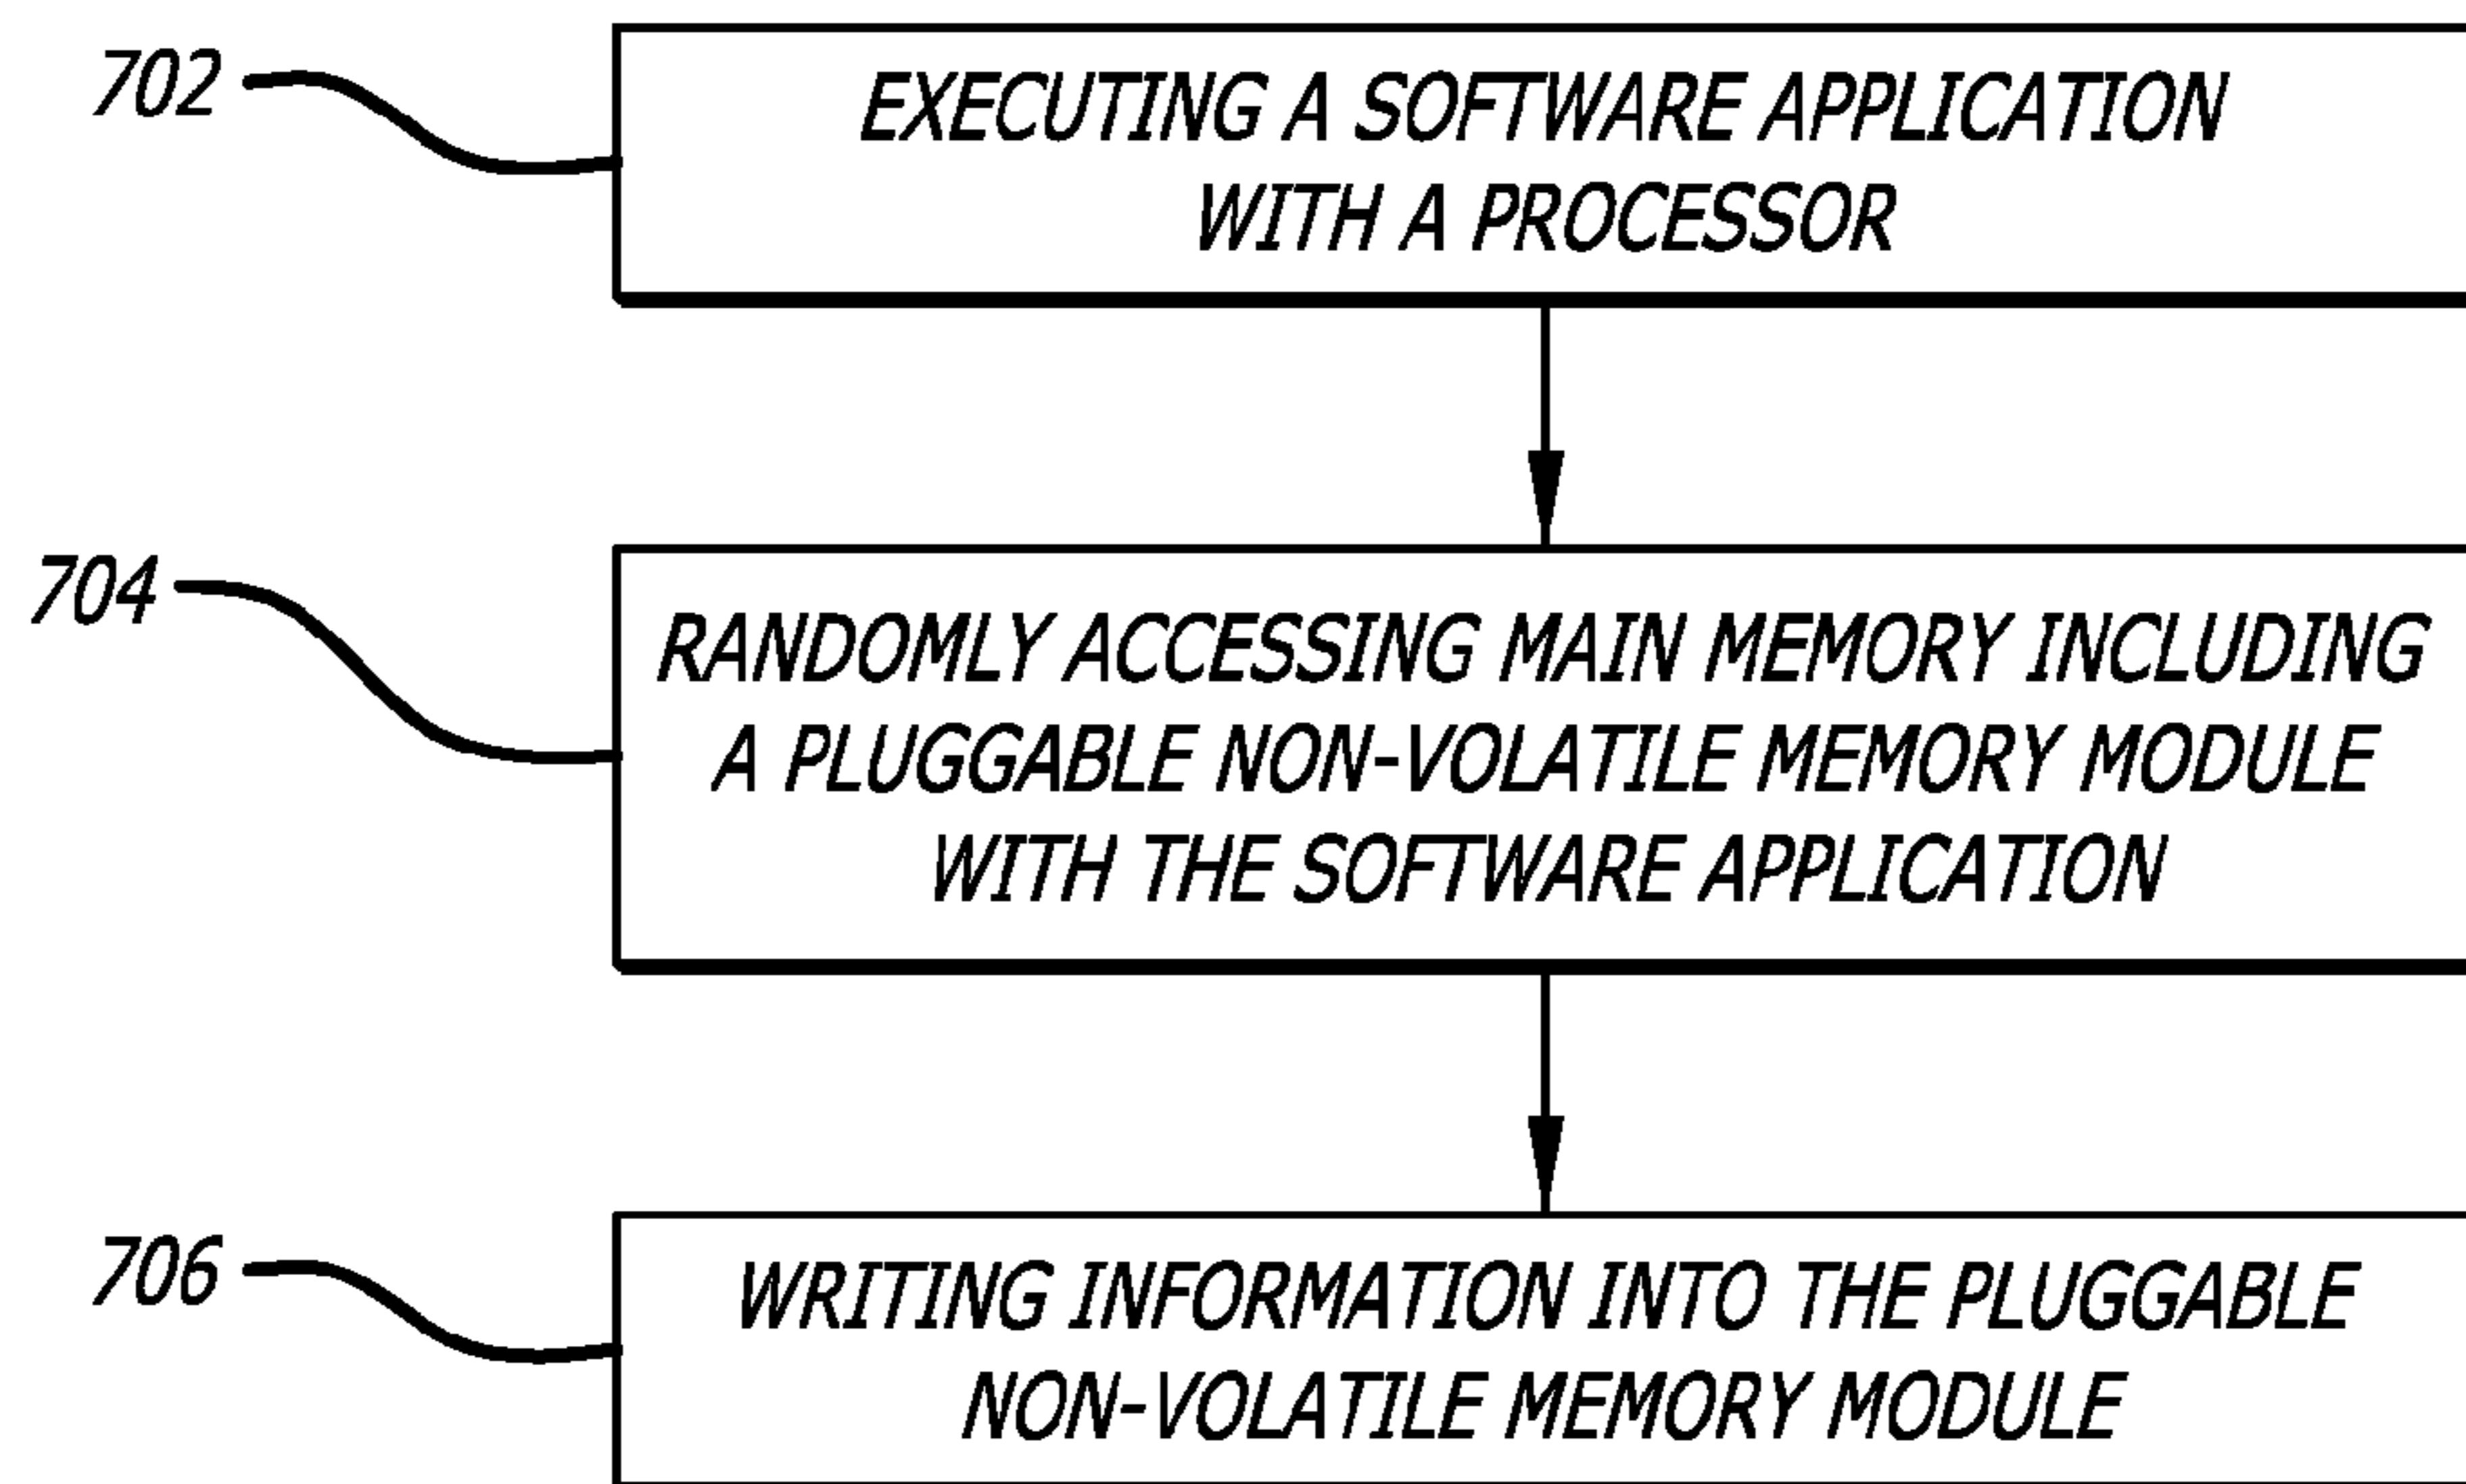 702
EXECUTING A SOFTWARE APPLICATION
WITH A PROCESSOR
704
RANDOMLY ACCESSING MAIN MEMORY INCLUDING
A PLUGGABLE NON-VOLATILE MEMORY MODULE
WITH THE SOFTWARE APPLICATION
706
WRITING INFORMATION INTO THE PLUGGABLE
NON-VOLATILE MEMORY MODULE